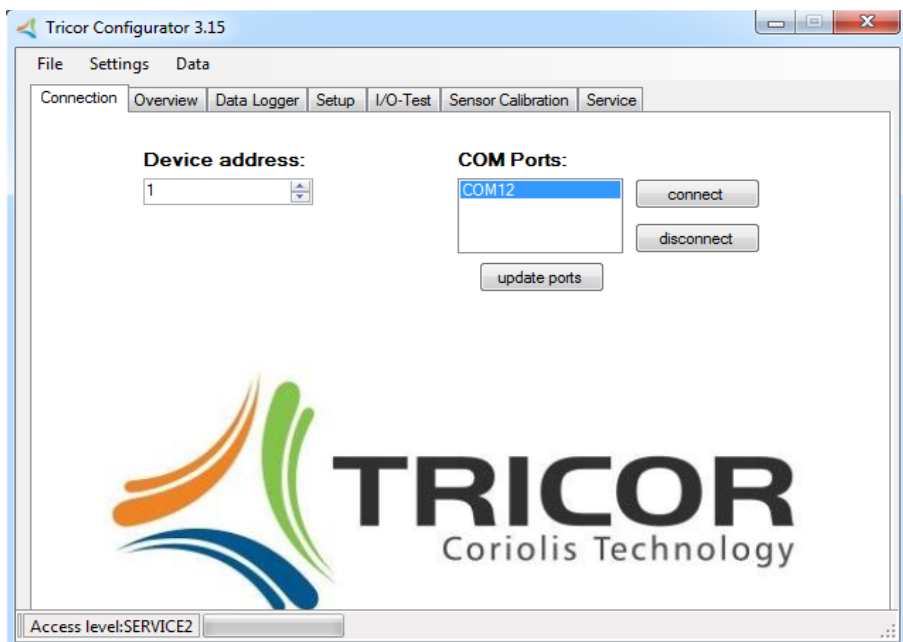 Tricor Configurator 3.15
File Settings Data
Connection Overview Data Logger Setup I/O-Test Sensor Calibration Service
Device address: COM Ports:
1 COM12 connect
disconnect
update ports
TRICOR
Coriolis Technology
Access level:SERVICE2